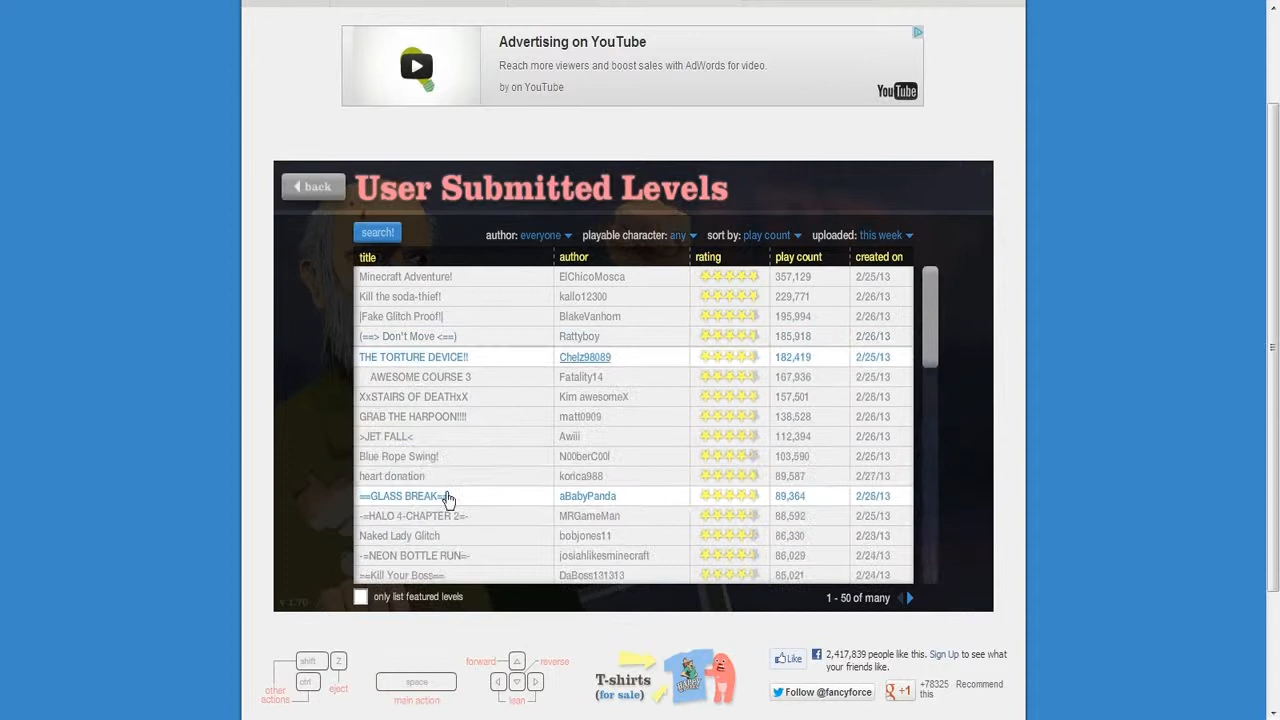 Advertising on YouTube
Reach more viewers and boost sales with AdWords for video.
by on YouTube
YouTube
back
User Submitted Levels
search!
author: everyone playable character: any sort by: play count uploaded: this week
title author rating play count created on
Minecraft Adventure! ElChicoMosca 357,129 2/25/13
Kill the soda-thief! kallo12300 229,771 2/26/13
|Fake Glitch Proof!| BlakeVanhorn 195,994 2/26/13
(==> Don't Move <==) Rattyboy 185,918 2/26/13
THE TORTURE DEVICE!! Chelz98089 182,419 2/25/13
AWESOME COURSE 3 Fatality14 167,936 2/25/13
XxSTAIRS OF DEATHxX Kim awesomeX 157,501 2/26/13
GRAB THE HARPOON!!!! matt0909 138,528 2/26/13
>JET FALL< Awiii 112,394 2/26/13
Blue Rope Swing! N00berC00l 103,590 2/25/13
heart donation korica988 89,587 2/27/13
==GLASS BREAK= aBabyPanda 89,364 2/26/13
-=HALO 4-CHAPTER 2=- MRGameMan 88,592 2/25/13
Naked Lady Glitch bobjones11 86,330
-=NEON BOTTLE RUN=- josiahlikesminecraft 86,029 2/24/13
==Kill Your Boss== DaBoss131313 85,021 2/24/13
only list featured levels
1 - 50 of many
v 1.70
shift Z
ctrl
other actions
eject
space
main action
forward reverse
lean
T-shirts
(for sale)
Like
2,417,839 people like this. Sign Up to see what
your friends like.
Follow @fancyforce
+1
+78325 Recommend
this